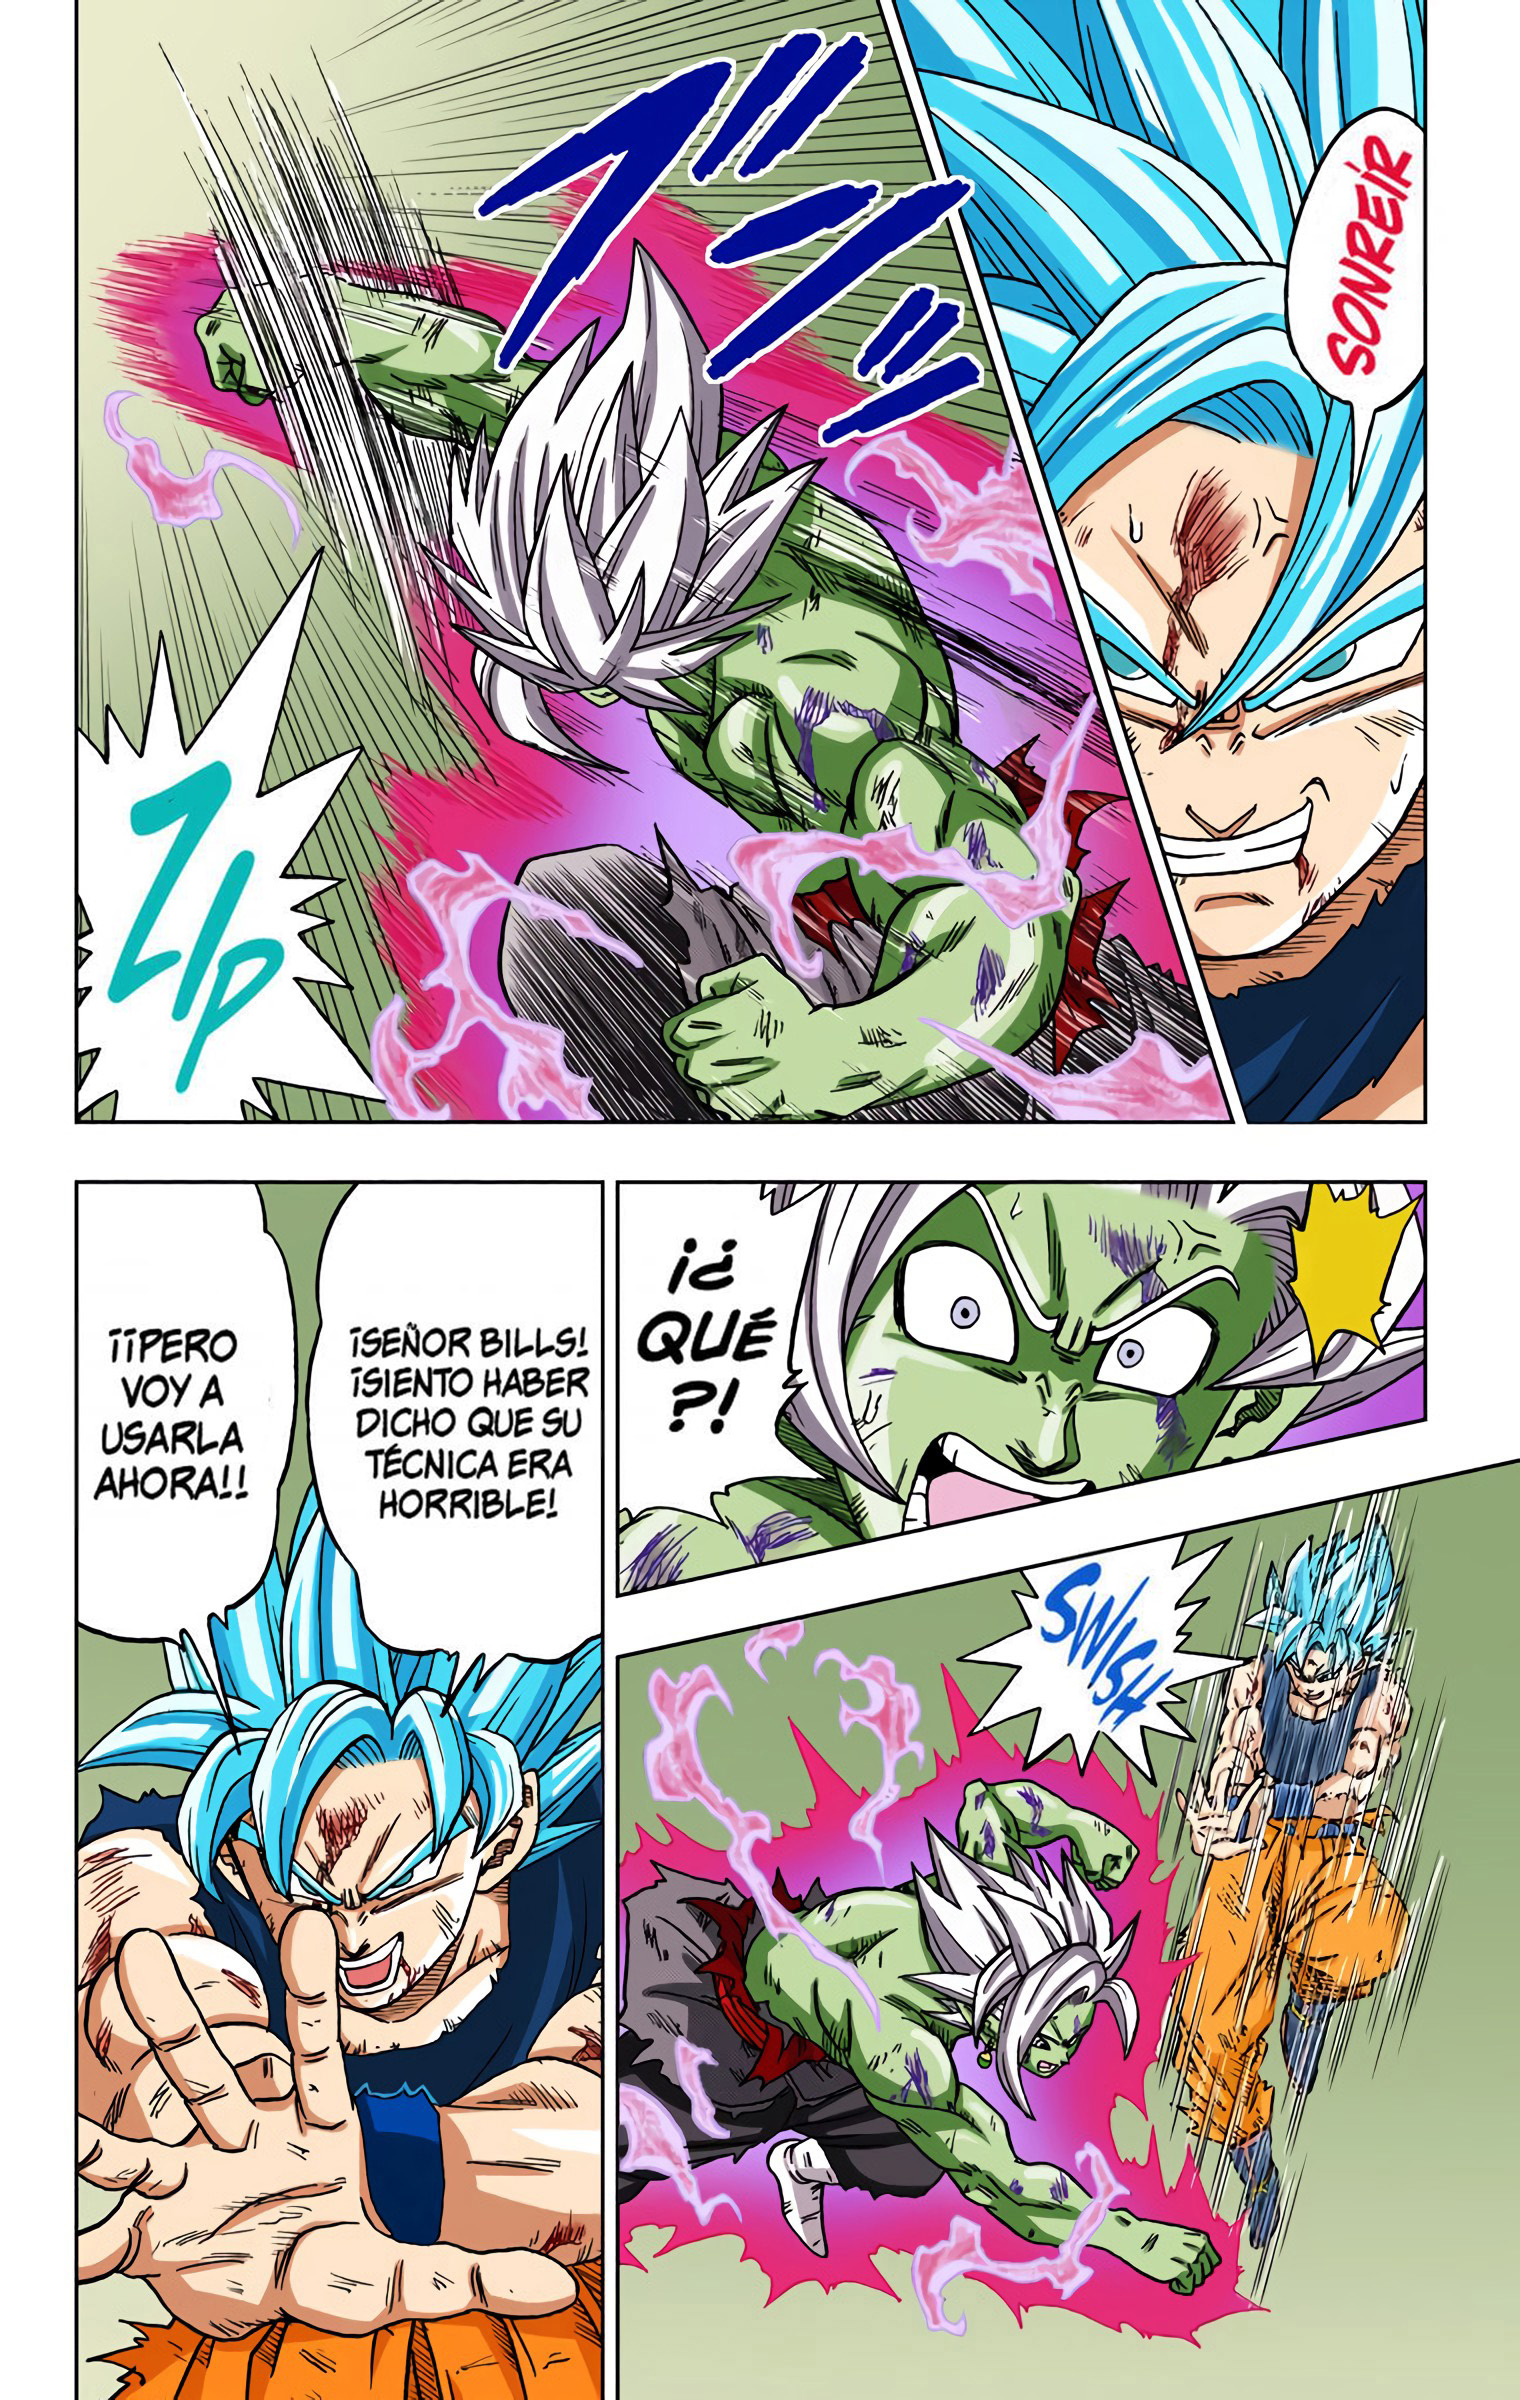 SONREÍR
ブンッ
ZIP
¡¿
QUÉ
?!
SWISH
¡SEÑOR BILLS!
¡SIENTO HABER
DICHO QUE SU
TÉCNICA ERA
HORRIBLE!
¡¡PERO
VOY A
USARLA
AHORA!!